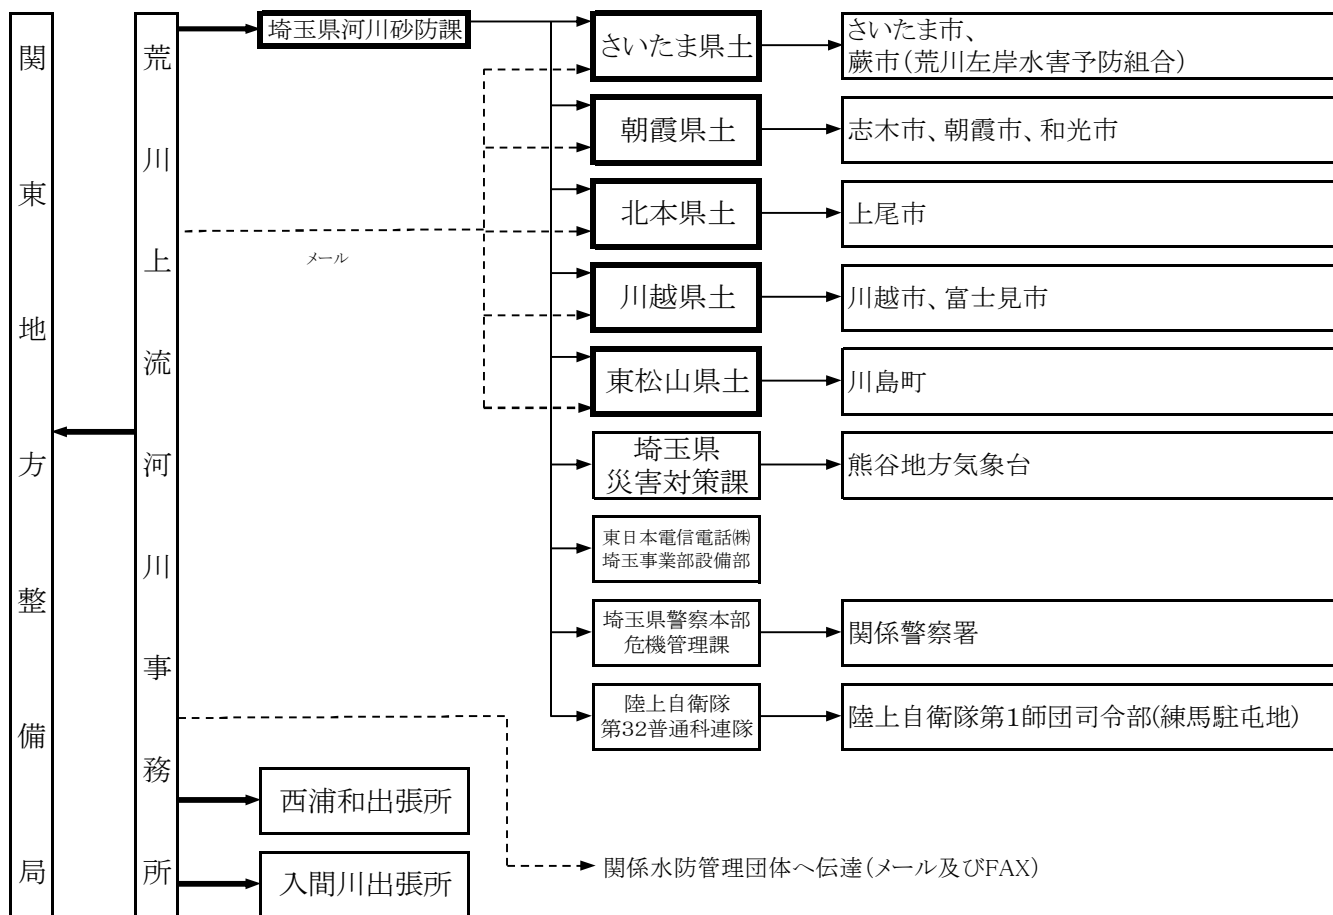 関東地方整備局
荒川上流河川事務所
埼玉県河川砂防課
メール
西浦和出張所
入間川出張所
さいたま県土
さいたま市、
蕨市(荒川左岸水害予防組合)
朝霞県土
志木市、朝霞市、和光市
北本県土
上尾市
川越県土
川越市、富士見市
東松山県土
川島町
埼玉県
災害対策課
熊谷地方気象台
東日本電信電話㈱
埼玉事業部設備部
埼玉県警察本部
危機管理課
関係警察署
陸上自衛隊
第32普通科連隊
陸上自衛隊第1師団司令部(練馬駐屯地)
関係水防管理団体へ伝達(メール及びFAX)